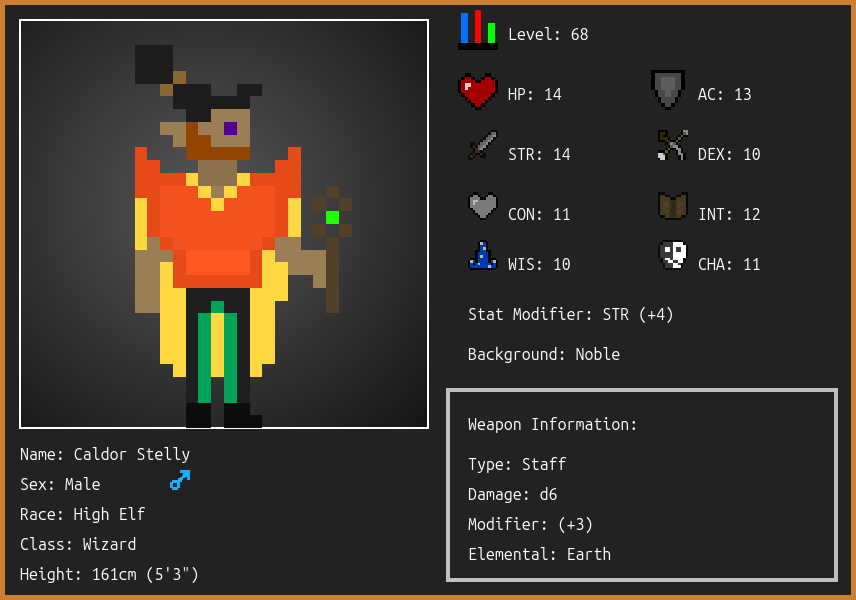 Level: 68
HP: 14
AC: 13
STR: 14
DEX: 10
CON: 11
INT: 12
WIS: 10
CHA: 11
Stat Modifier: STR (+4)
Background: Noble
Weapon Information:
Type: Staff
Damage: d6
Modifier: (+3)
Elemental: Earth
Name: Caldor Stelly
Sex: Male
Race: High Elf
Class: Wizard
Height: 161cm (5'3")